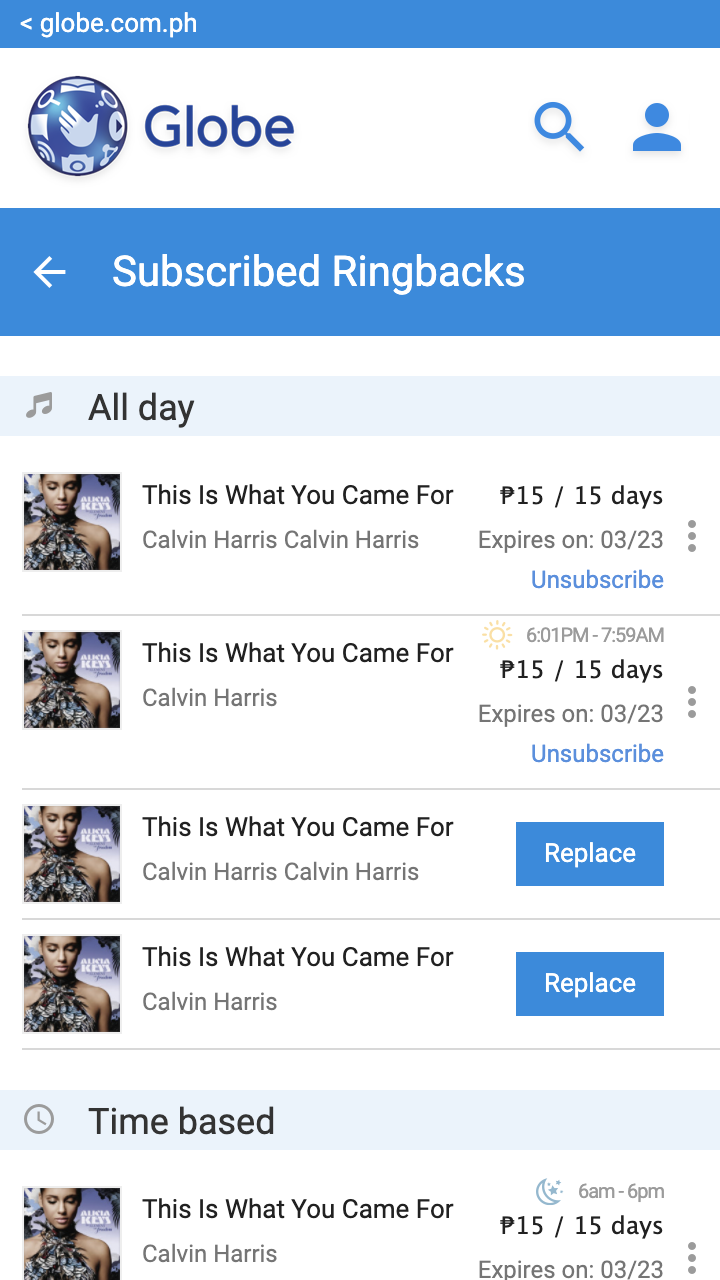 < globe.com.ph
Globe
Subscribed Ringbacks
All day
This Is What You Came For
₱15 / 15 days
Calvin Harris Calvin Harris
Expires on: 03/23
Unsubscribe
ALICIA
KEYS
6:01PM - 7:59AM
This Is What You Came For
₱15 / 15 days
Calvin Harris
Expires on: 03/23
Unsubscribe
ALICIA
KEYS
This Is What You Came For
Calvin Harris Calvin Harris
Replace
ALICIA
KEYS
This Is What You Came For
Calvin Harris
Replace
ALICIA
KEYS
Time based
6am - 6pm
This Is What You Came For
₱15 / 15 days
Calvin Harris
Expires on: 03/23
ALICIA
KEYS